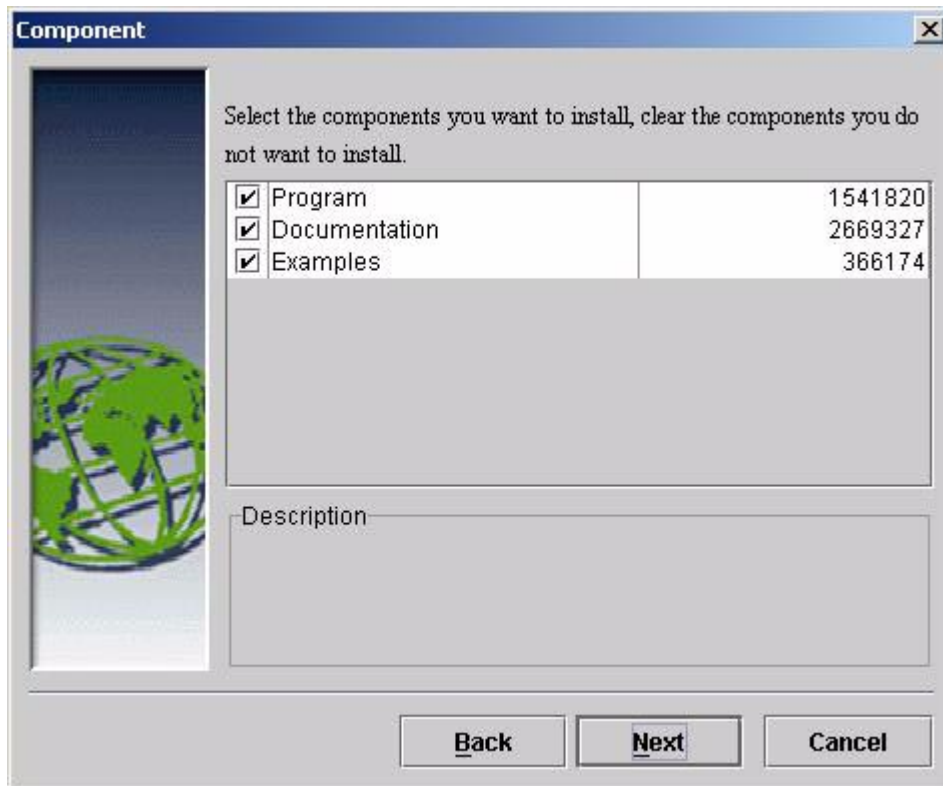 Component
Select the components you want to install, clear the components you do
not want to install.
Program 1541820
Documentation 2669327
Examples 366174
Description
Back Next Cancel